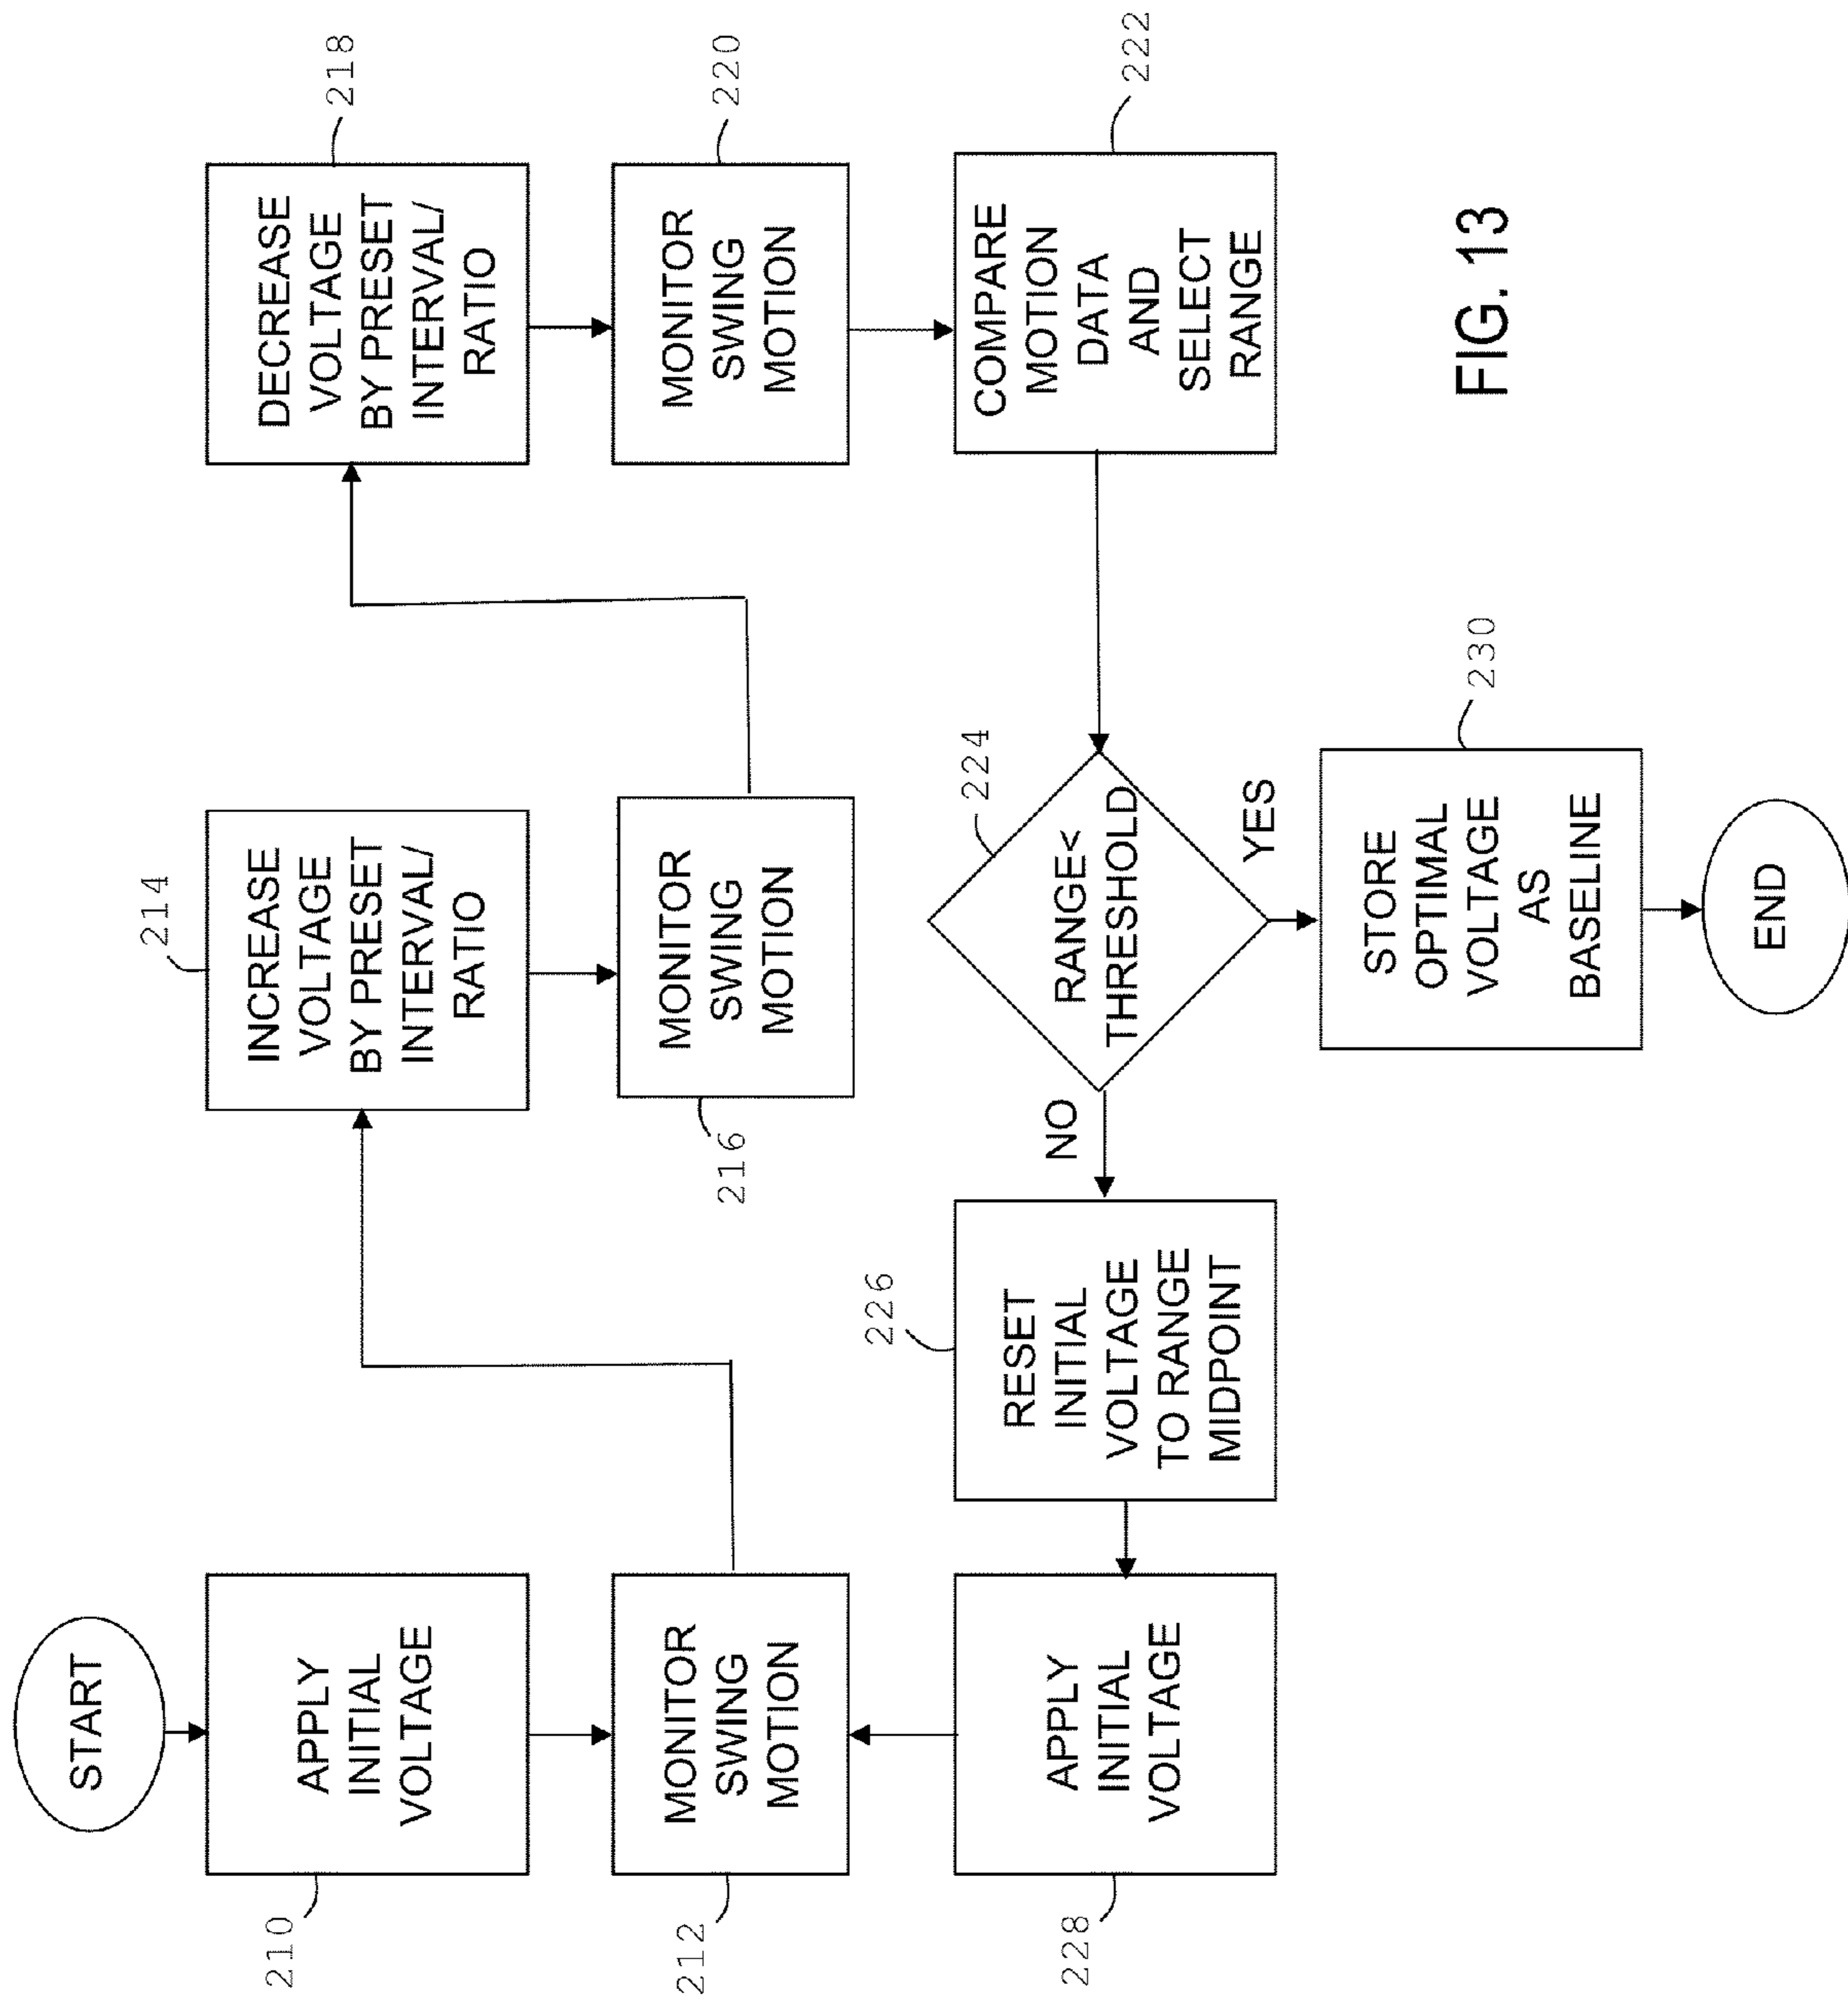 START
APPLY
INITIAL
VOLTAGE
210
MONITOR
SWING
MOTION
212
INCREASE
VOLTAGE
BY PRESET
INTERVAL/
RATIO
214
MONITOR
SWING
MOTION
216
DECREASE
VOLTAGE
BY PRESET
INTERVAL/
RATIO
218
MONITOR
SWING
MOTION
220
COMPARE
MOTION
DATA
AND
SELECT
RANGE
222
RANGE<
THRESHOLD
224
NO
RESET
INITIAL
VOLTAGE
TO RANGE
MIDPOINT
226
APPLY
INITIAL
VOLTAGE
228
YES
STORE
OPTIMAL
VOLTAGE
AS
BASELINE
230
END
FIG. 13